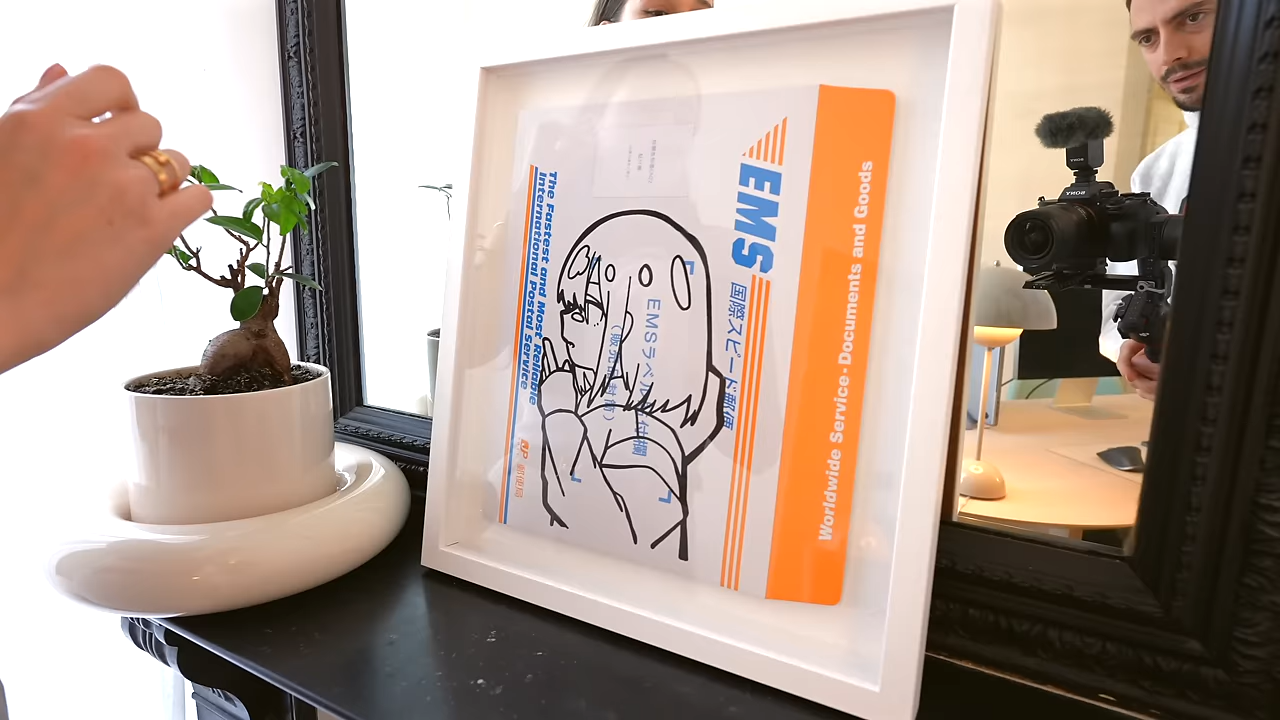 EMS
国際スピード郵便
Worldwide Service・Documents and Goods
The Fastest and Most Reliable
International Postal Service
EMSラベル
郵便局
SONY